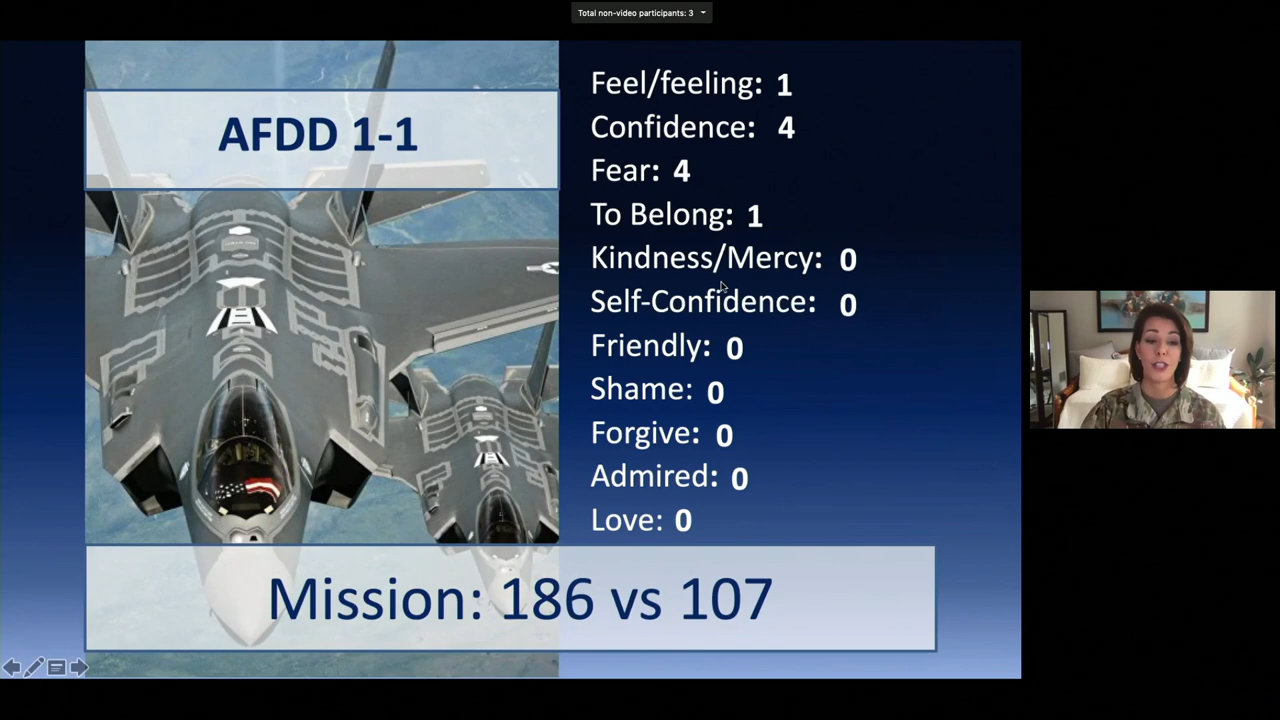 Total non-video participants: 3
AFDD 1-1
Feel/feeling: 1
Confidence: 4
Fear: 4
To Belong: 1
Kindness/Mercy: 0
Self-Confidence: 0
Friendly: 0
Shame: 0
Forgive: 0
Admired: 0
Love: 0
Mission: 186 vs 107